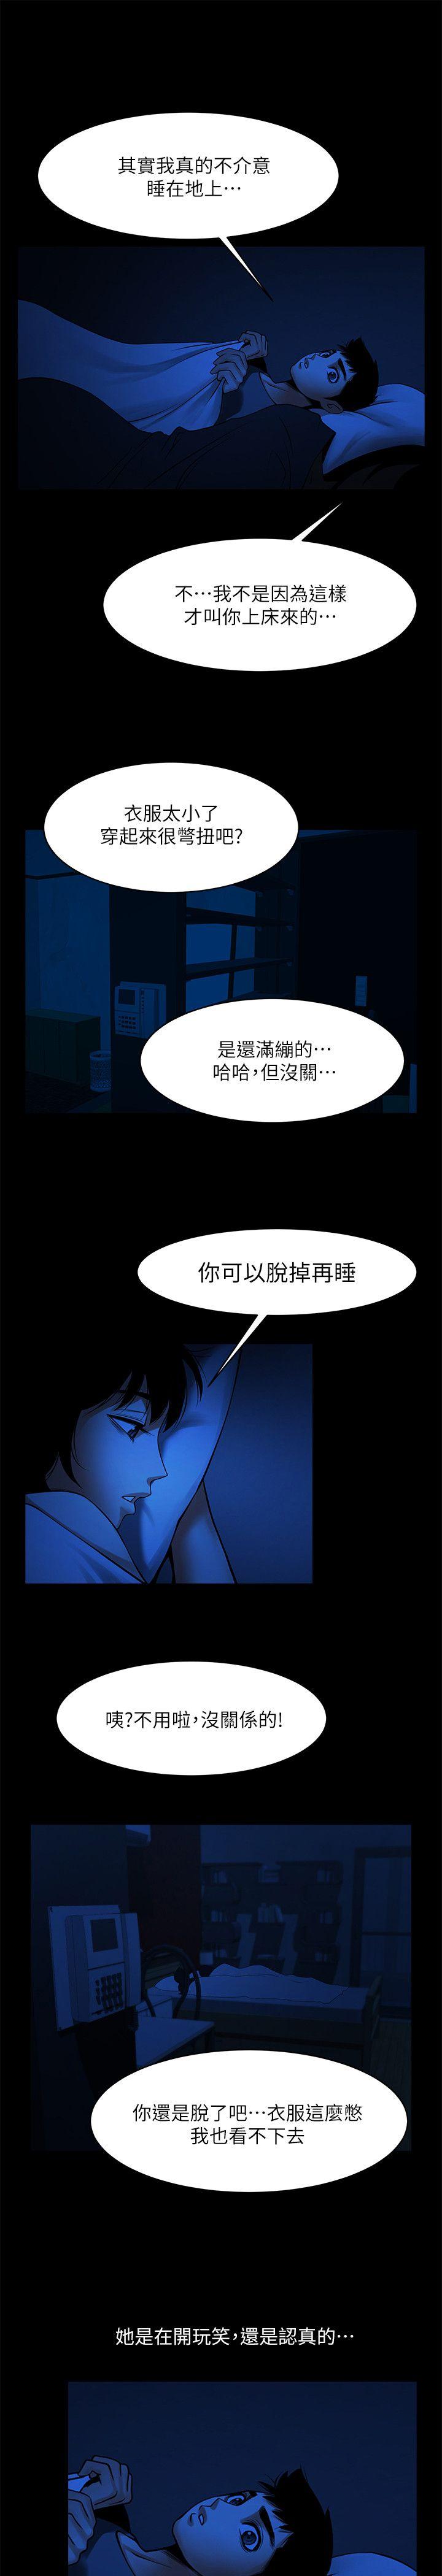 其實我真的不介意
睡在地上…
不…我不是因為這樣
才叫你上床來的…
衣服太小了
穿起來很彆扭吧?
是還滿繃的…
哈哈,但沒關…
你可以脫掉再睡
咦?不用啦,沒關係的!
你還是脫了吧…衣服這麼憋
我也看不下去
她是在開玩笑,還是認真的…